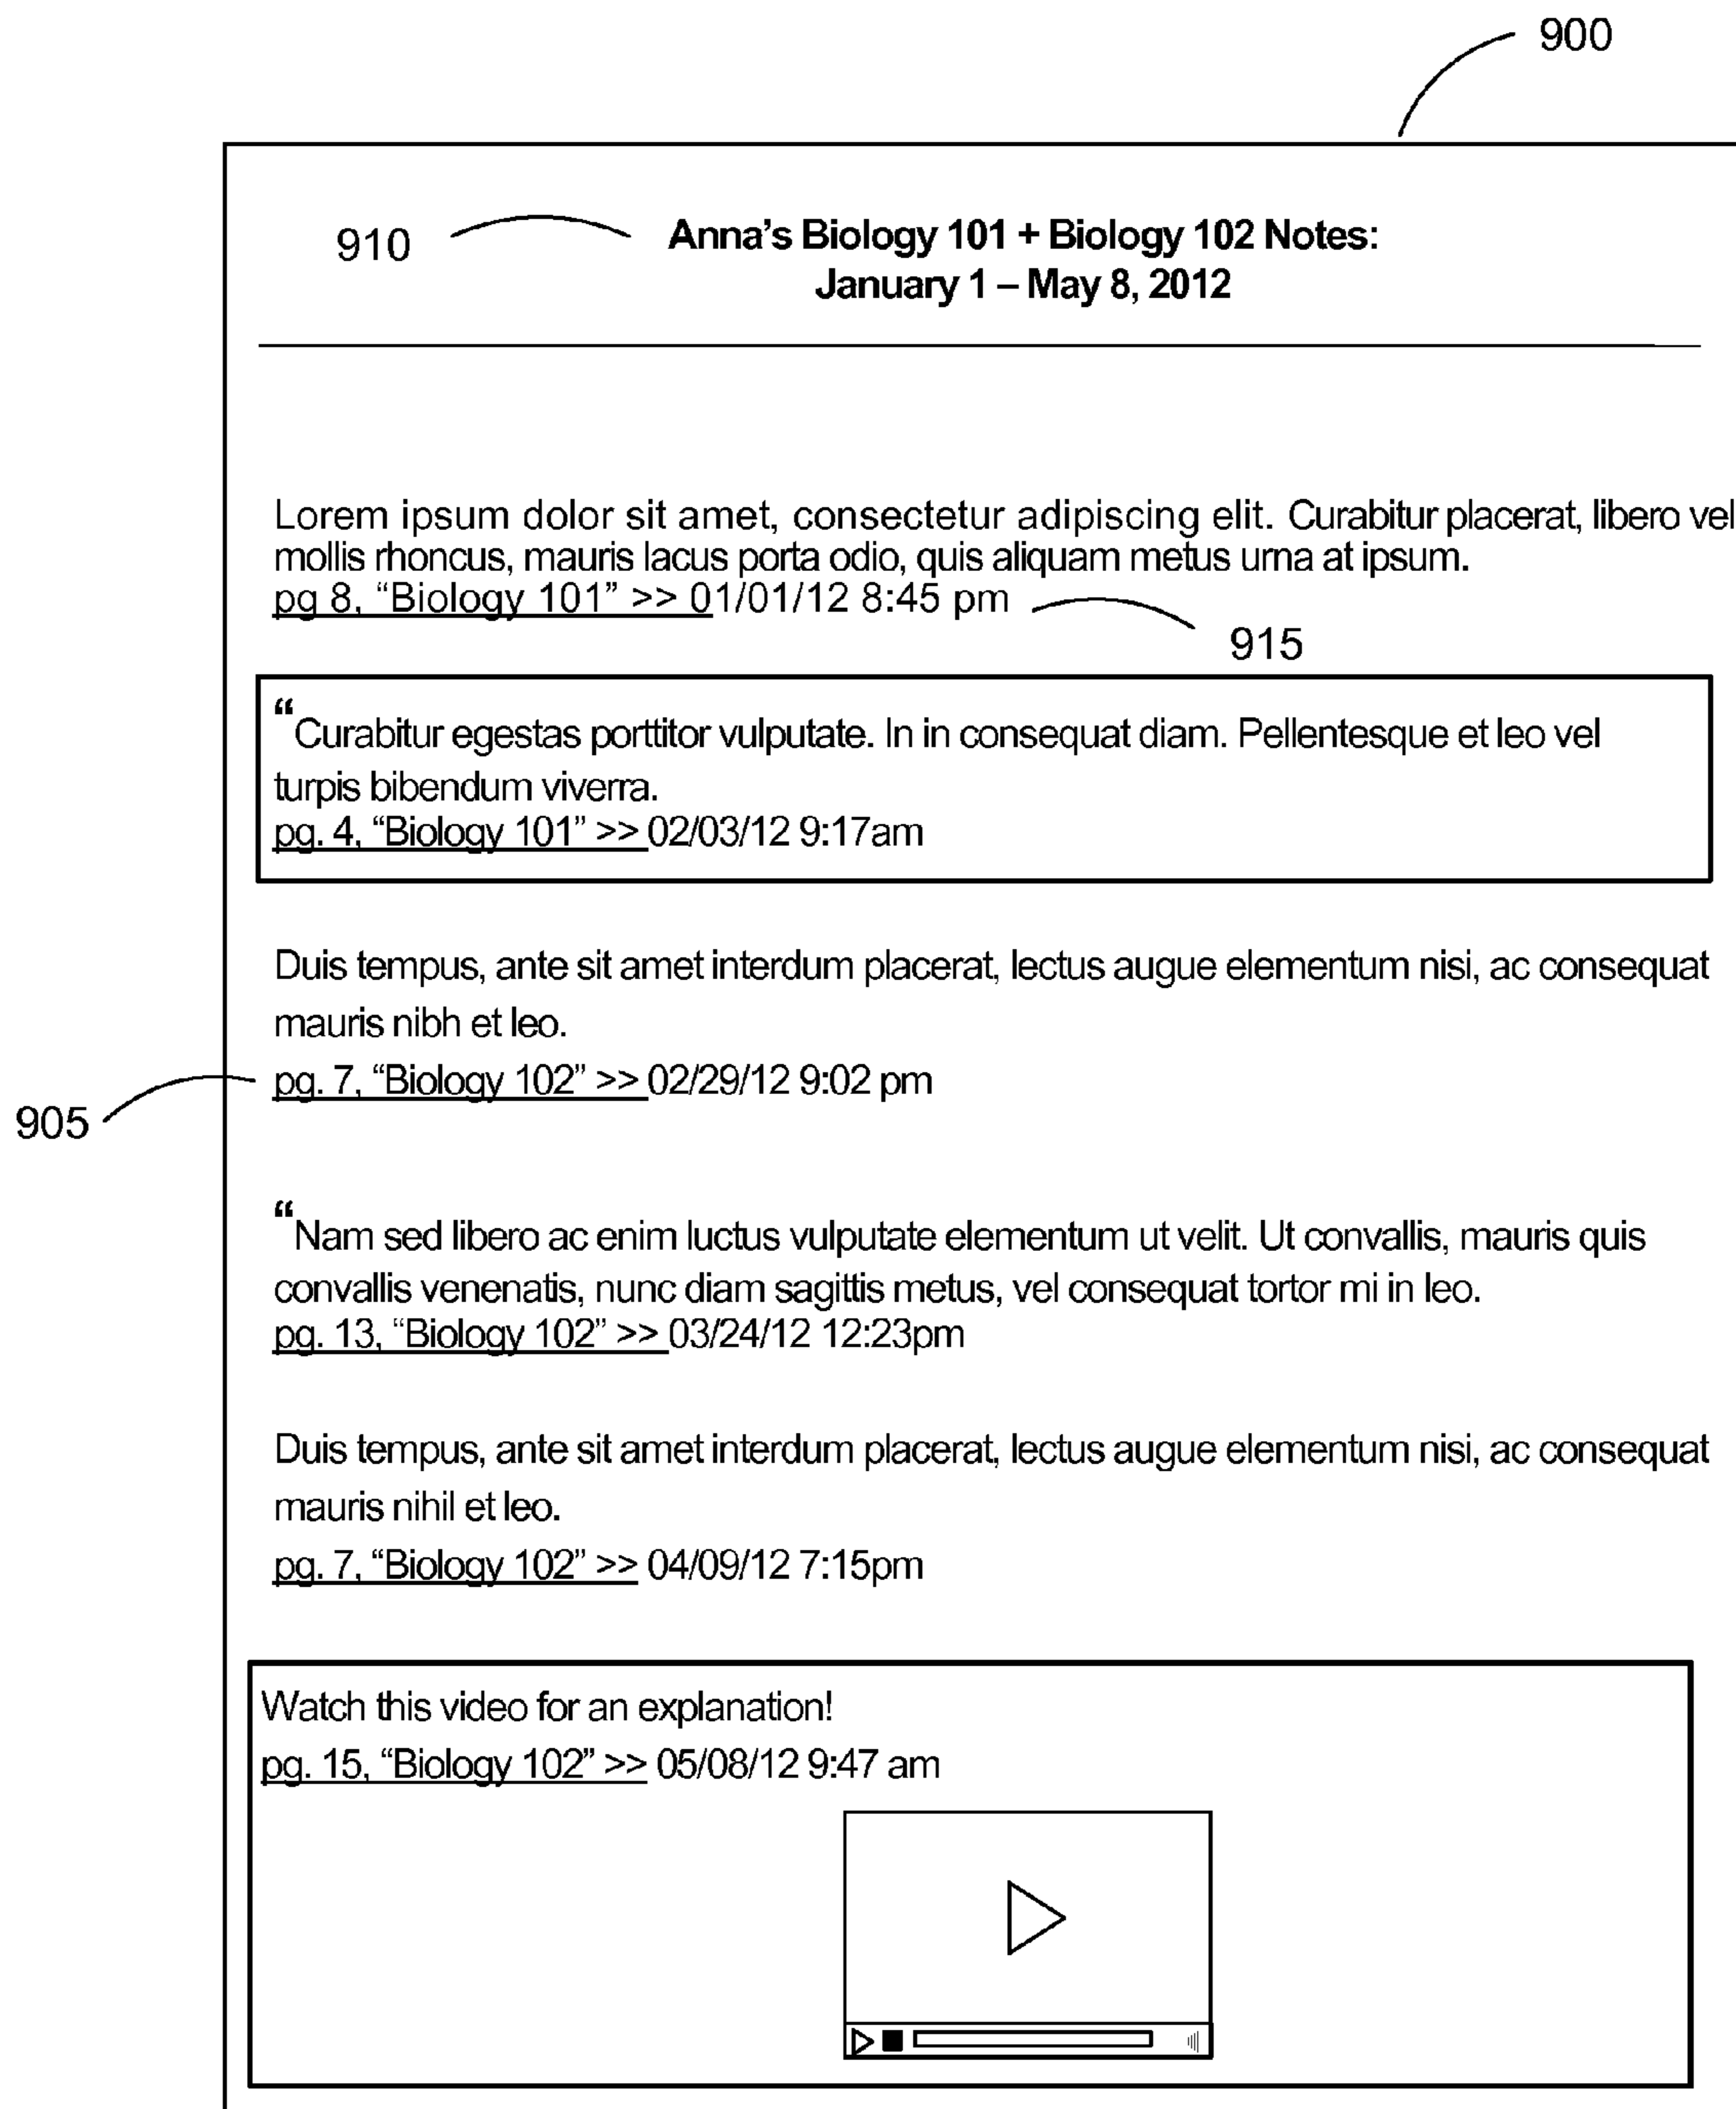 900
910
Anna’s Biology 101 + Biology 102 Notes:
January 1 – May 8, 2012
Lorem ipsum dolor sit amet, consectetur adipiscing elit. Curabitur placerat, libero vel
mollis rhoncus, mauris lacus porta odio, quis aliquam metus urna at ipsum.
pg 8, “Biology 101” >> 01/01/12 8:45 pm
915
“Curabitur egestas porttitor vulputate. In in consequat diam. Pellentesque et leo vel
turpis bibendum viverra.
pg. 4, “Biology 101” >> 02/03/12 9:17am
Duis tempus, ante sit amet interdum placerat, lectus augue elementum nisi, ac consequat
mauris nibh et leo.
pg. 7, “Biology 102” >> 02/29/12 9:02 pm
905
“Nam sed libero ac enim luctus vulputate elementum ut velit. Ut convallis, mauris quis
convallis venenatis, nunc diam sagittis metus, vel consequat tortor mi in leo.
pg. 13, “Biology 102” >> 03/24/12 12:23pm
Duis tempus, ante sit amet interdum placerat, lectus augue elementum nisi, ac consequat
mauris nihil et leo.
pg. 7, “Biology 102” >> 04/09/12 7:15pm
Watch this video for an explanation!
pg. 15, “Biology 102” >> 05/08/12 9:47 am